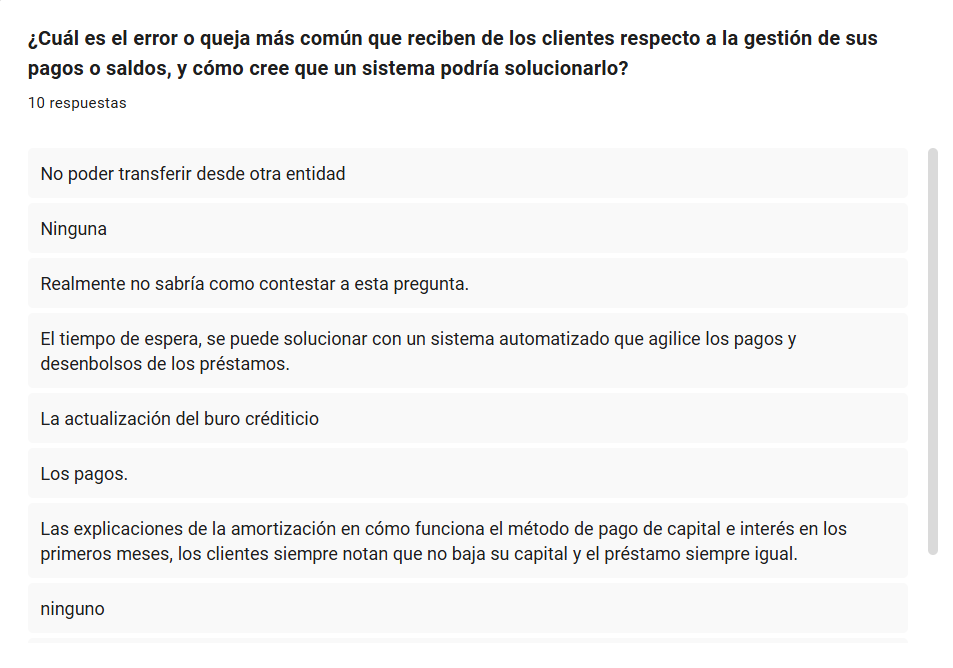 ¿Cuál es el error o queja más común que reciben de los clientes respecto a la gestión de sus
pagos o saldos, y cómo cree que un sistema podría solucionarlo?
10 respuestas
No poder transferir desde otra entidad
Ninguna
Realmente no sabría como contestar a esta pregunta.
El tiempo de espera, se puede solucionar con un sistema automatizado que agilice los pagos y
desenbolsos de los préstamos.
La actualización del buro créditicio
Los pagos.
Las explicaciones de la amortización en cómo funciona el método de pago de capital e interés en los
primeros meses, los clientes siempre notan que no baja su capital y el préstamo siempre igual.
ninguno